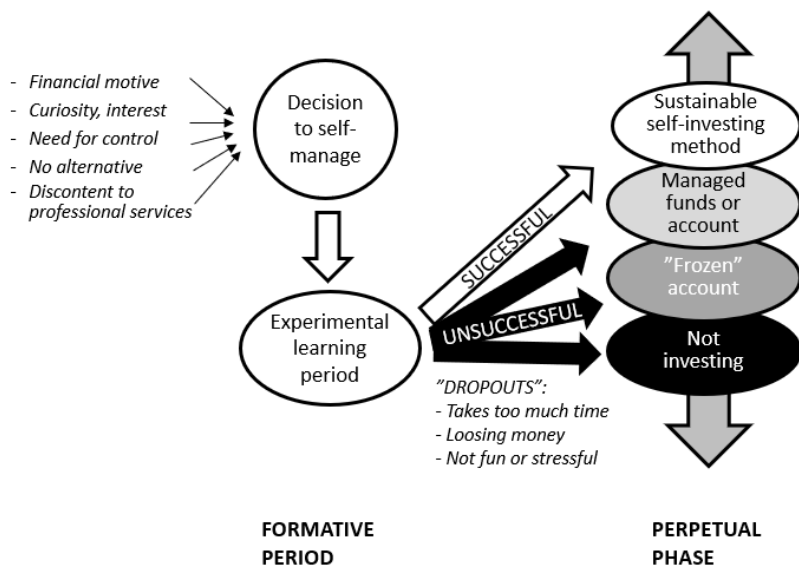 - Financial motive
- Curiosity, interest
- Need for control
- No alternative
- Discontent to
professional services
Decision
to self-
manage
Experimental
learning
period
SUCCESSFUL
UNSUCCESSFUL
”DROPOUTS”:
- Takes too much time
- Loosing money
- Not fun or stressful
Sustainable
self-investing
method
Managed
funds or
account
”Frozen”
account
Not
investing
FORMATIVE
PERIOD
PERPETUAL
PHASE